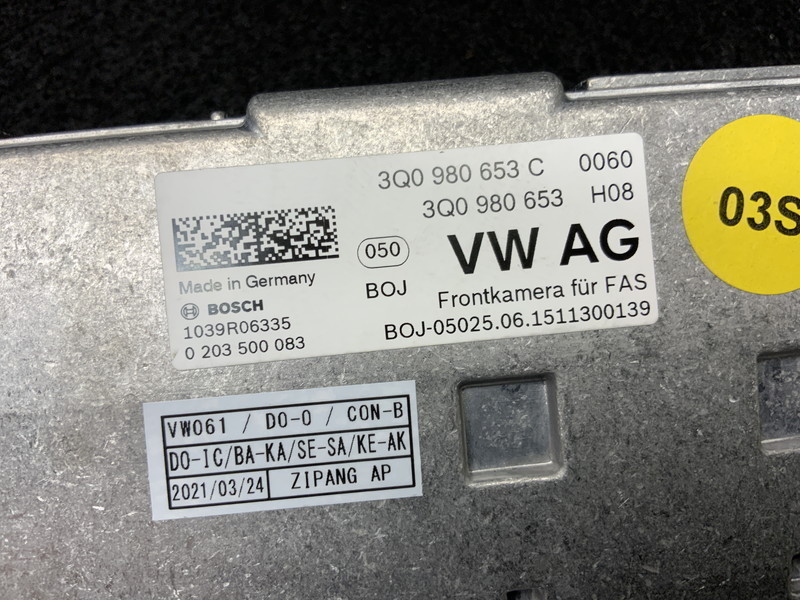 3Q0 980 653 C 0060
3Q0 980 653 H08
050 VW AG
Made in Germany
BOJ
BOSCH
Frontkamera für FAS
1039R06335
0 203 500 083
BOJ-05025.06.1511300139
03S
VW061 / DO-O / CON-B
DO-IC/BA-KA/SE-SA/KE-AK
2021/03/24 ZIPANG AP